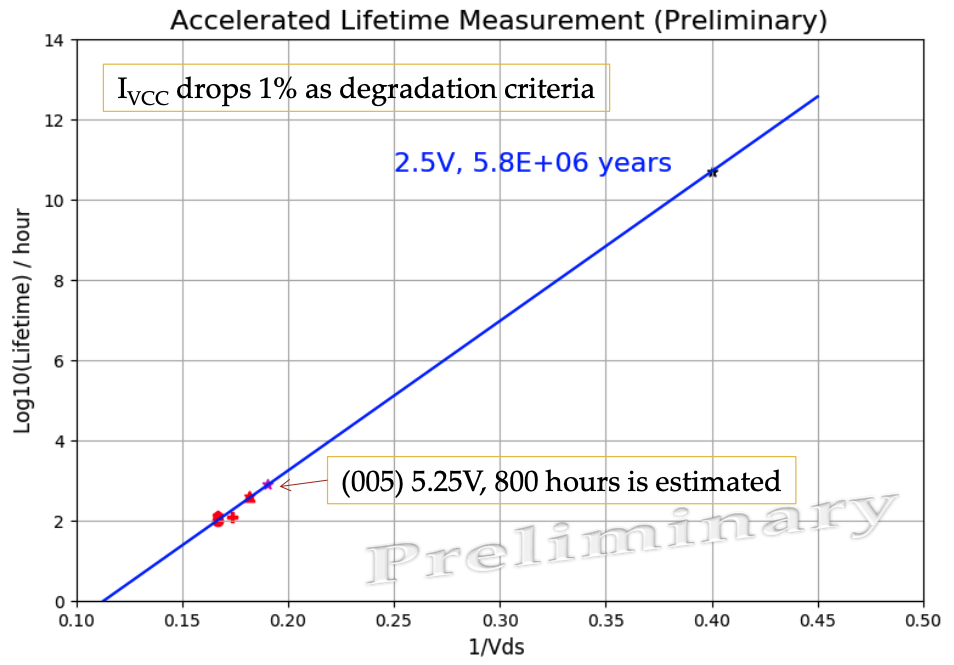 Accelerated Lifetime Measurement (Preliminary)
14
I_VCC drops 1% as degradation criteria
12
2.5V, 5.8E+06 years
10
Log10(Lifetime) / hour
8
6
4
(005) 5.25V, 800 hours is estimated
2
Preliminary
0
0.10 0.15 0.20 0.25 0.30 0.35 0.40 0.45 0.50
1/Vds